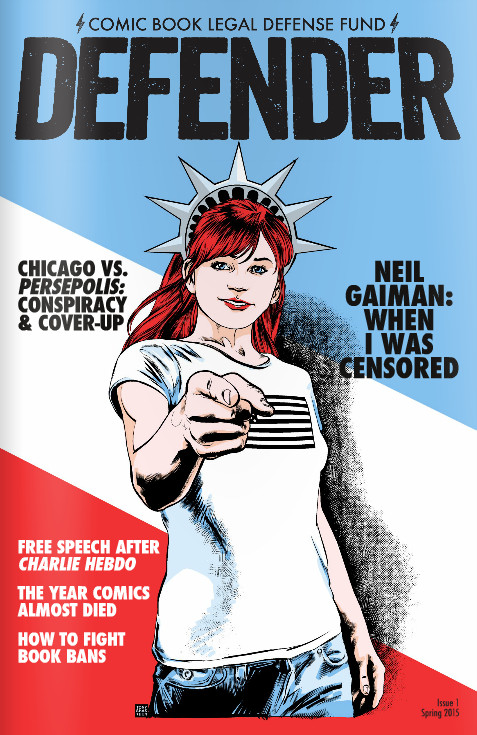 COMIC BOOK LEGAL DEFENSE FUND
DEFENDER
CHICAGO VS.
PERSEPOLIS:
CONSPIRACY
& COVER-UP
NEIL
GAIMAN:
WHEN
I WAS
CENSORED
FREE SPEECH AFTER
CHARLIE HEBDO
THE YEAR COMICS
ALMOST DIED
HOW TO FIGHT
BOOK BANS
Issue 1
Spring 2015